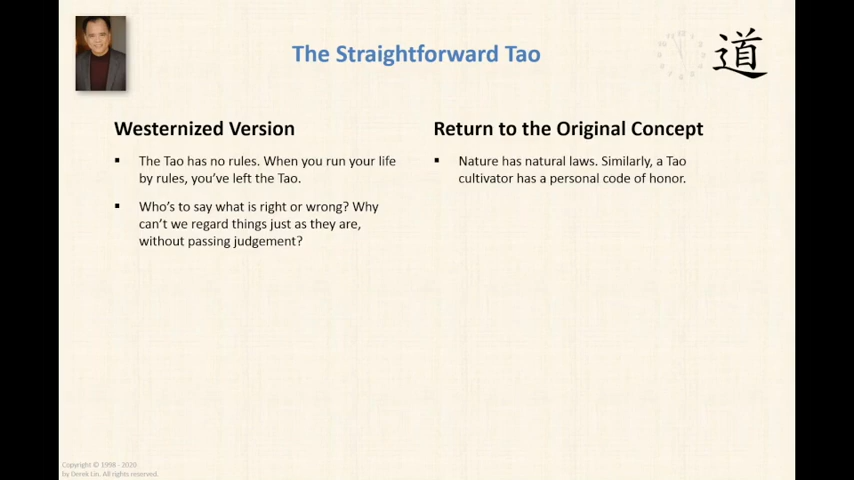 The Straightforward Tao
道
Westernized Version
▪ The Tao has no rules. When you run your life
by rules, you've left the Tao.
▪ Who's to say what is right or wrong? Why
can't we regard things just as they are,
without passing judgement?
Return to the Original Concept
▪ Nature has natural laws. Similarly, a Tao
cultivator has a personal code of honor.
Copyright © 1998 - 2020
by Derek Lin. All rights reserved.